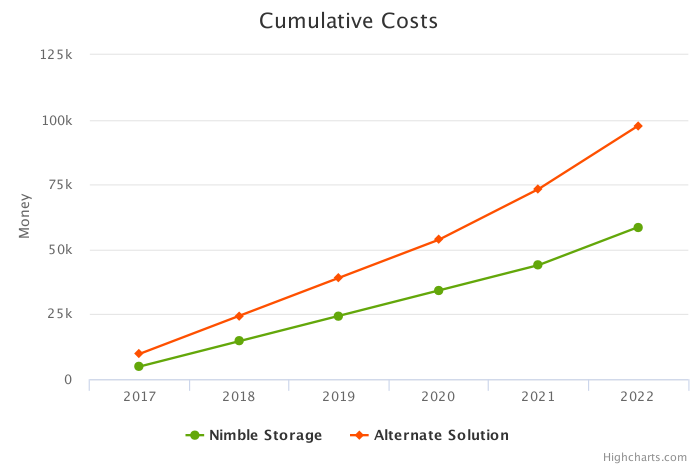 Cumulative Costs
125k
100k
75k
50k
25k
0
Money
2017 2018 2019 2020 2021 2022
Nimble Storage Alternate Solution
Highcharts.com